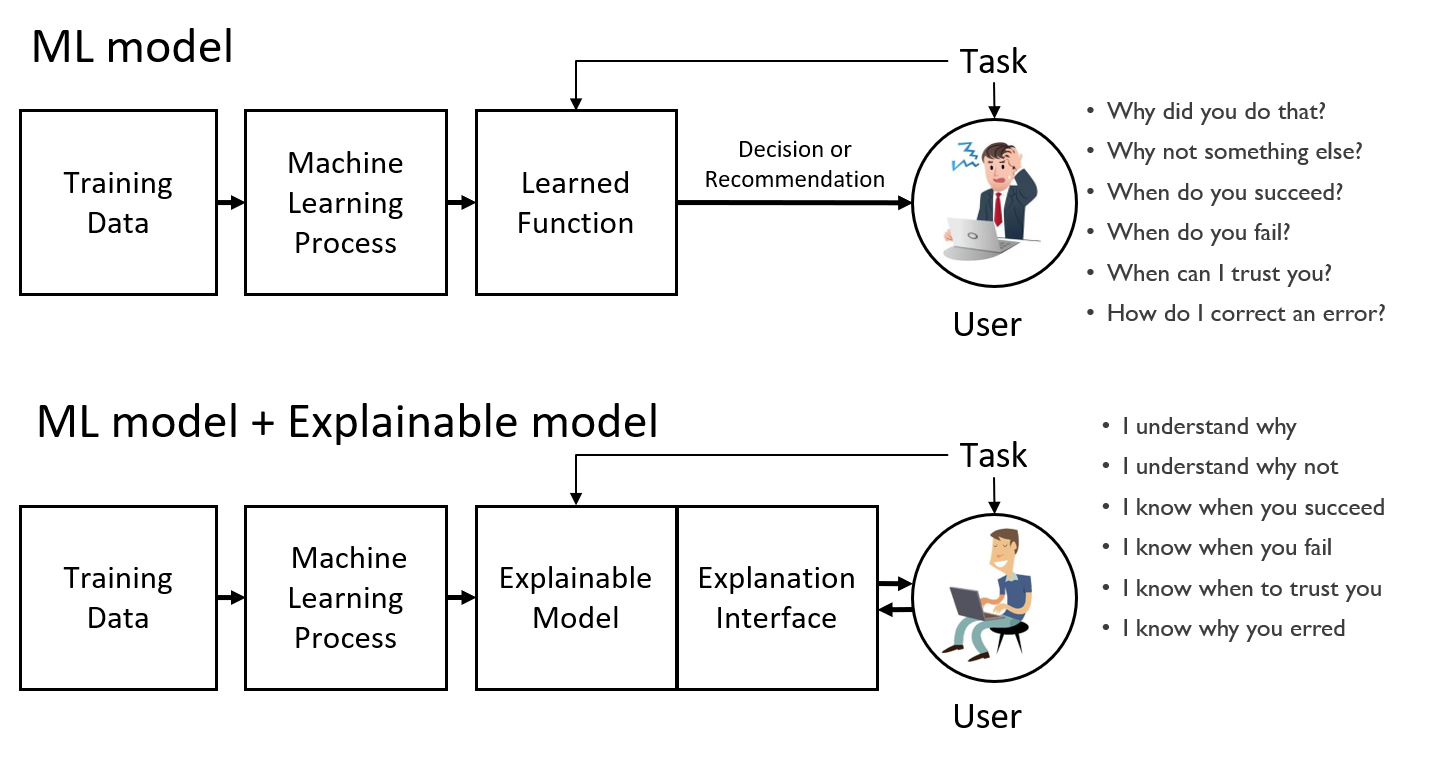 ML model
Task
Training
Data
Machine
Learning
Process
Learned
Function
Decision or
Recommendation
User
• Why did you do that?
• Why not something else?
• When do you succeed?
• When do you fail?
• When can I trust you?
• How do I correct an error?
ML model + Explainable model
Task
Training
Data
Machine
Learning
Process
Explainable
Model
Explanation
Interface
User
• I understand why
• I understand why not
• I know when you succeed
• I know when you fail
• I know when to trust you
• I know why you erred